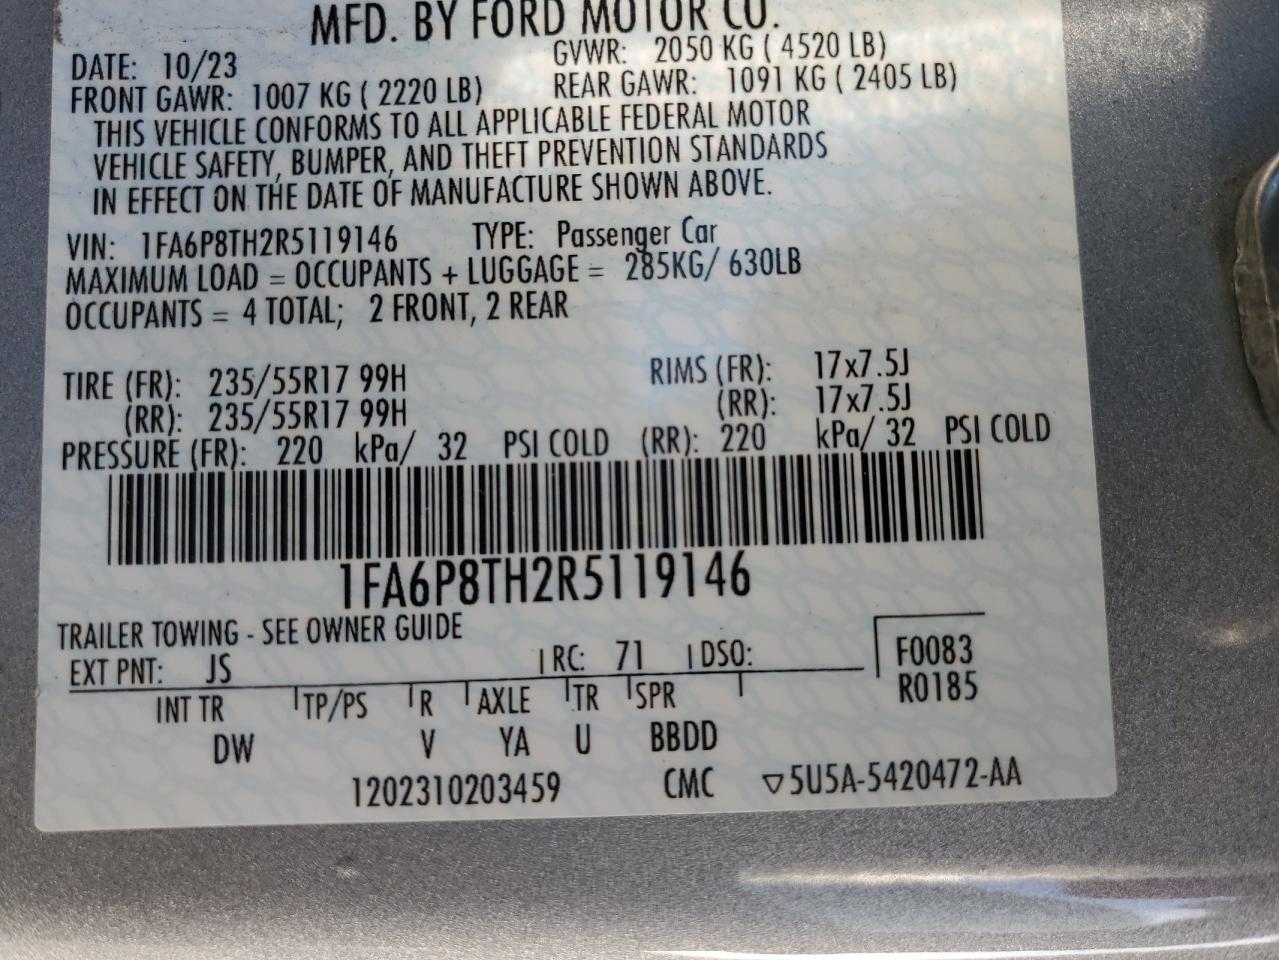 MFD. BY FORD MOTOR CO.
DATE: 10/23 GVWR: 2050 KG ( 4520 LB)
FRONT GAWR: 1007 KG ( 2220 LB) REAR GAWR: 1091 KG ( 2405 LB)
THIS VEHICLE CONFORMS TO ALL APPLICABLE FEDERAL MOTOR
VEHICLE SAFETY, BUMPER, AND THEFT PREVENTION STANDARDS
IN EFFECT ON THE DATE OF MANUFACTURE SHOWN ABOVE.
VIN: 1FA6P8TH2R5119146 TYPE: Passenger Car
MAXIMUM LOAD = OCCUPANTS + LUGGAGE = 285KG/ 630LB
OCCUPANTS = 4 TOTAL; 2 FRONT, 2 REAR
TIRE (FR): 235/55R17 99H RIMS (FR): 17x7.5J
(RR): 235/55R17 99H (RR): 17x7.5J
PRESSURE (FR): 220 kPa/ 32 PSI COLD (RR): 220 kPa/ 32 PSI COLD
1FA6P8TH2R5119146
TRAILER TOWING - SEE OWNER GUIDE
EXT PNT: JS RC: 71 DSO: F0083
INT TR TP/PS R AXLE TR SPR R0185
DW V YA U BBDD
1202310203459 CMC ▽5U5A-5420472-AA